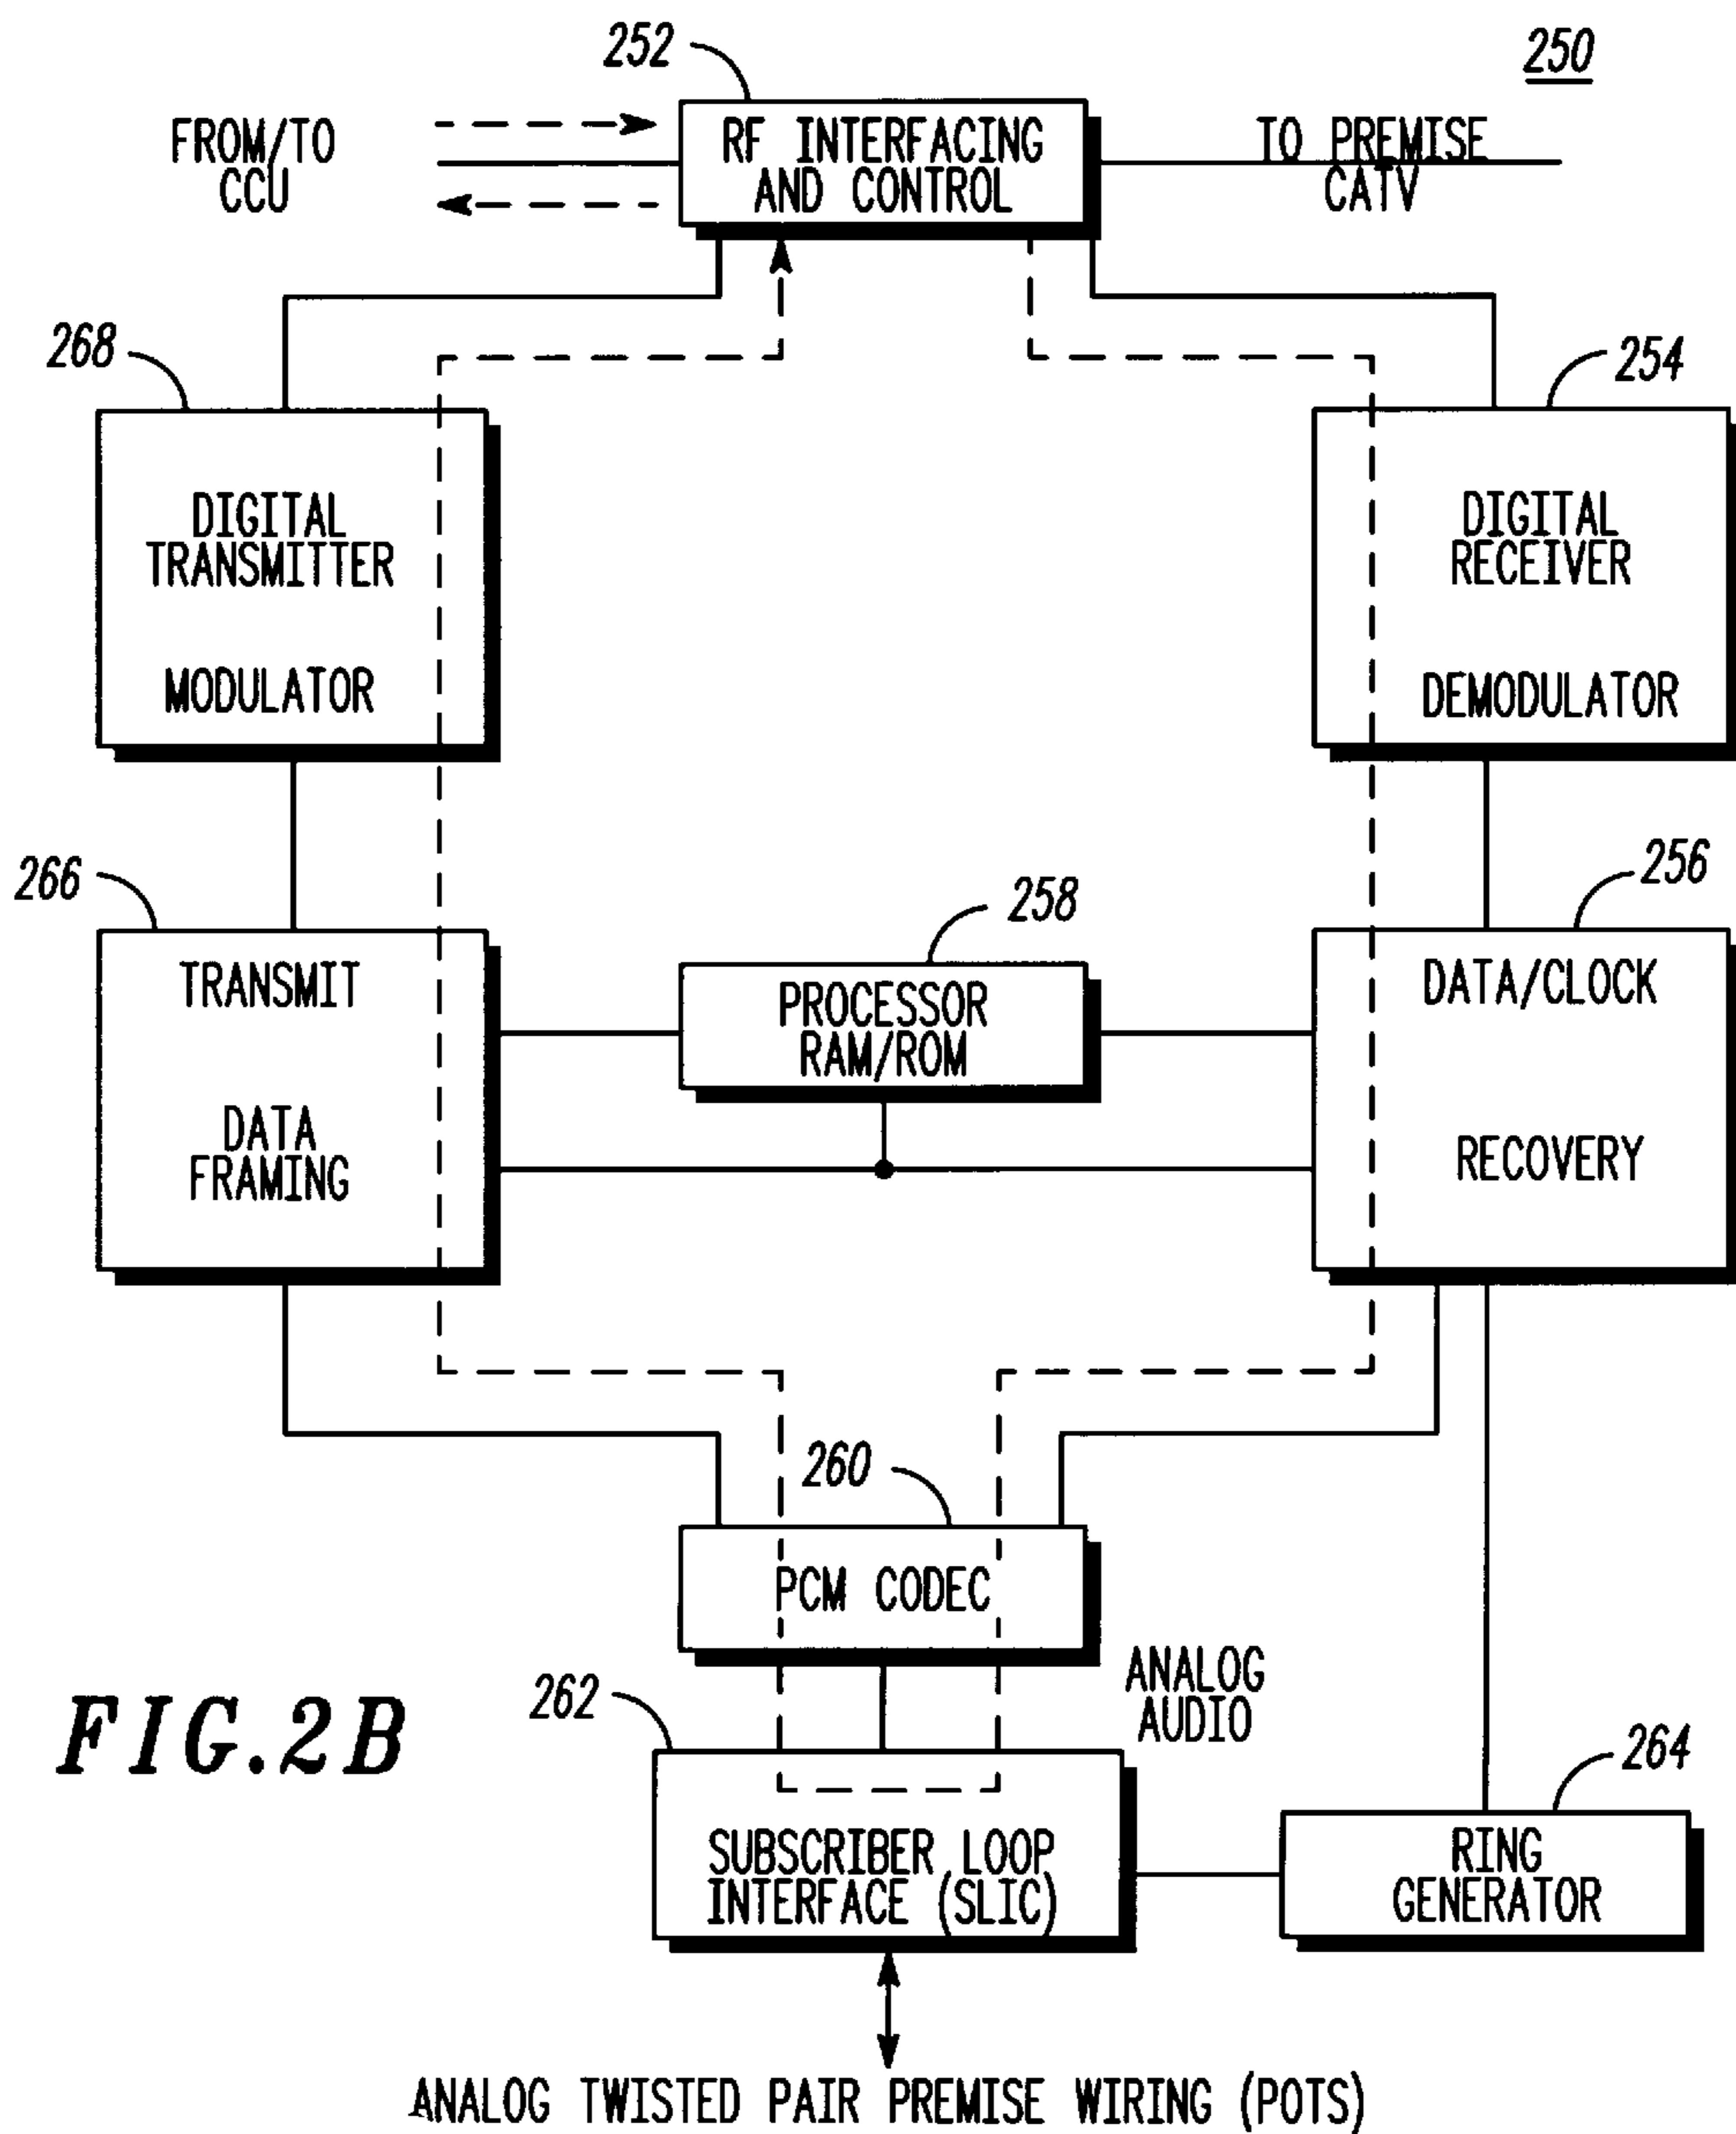 252
250
FROM/TO
CCU
RF INTERFACING
AND CONTROL
TO PREMISE
CATV
268
254
DIGITAL
TRANSMITTER
MODULATOR
DIGITAL
RECEIVER
DEMODULATOR
266
258
256
TRANSMIT
DATA
FRAMING
PROCESSOR
RAM/ROM
DATA/CLOCK
RECOVERY
260
PCM CODEC
ANALOG
AUDIO
FIG.2B
262
264
SUBSCRIBER LOOP
INTERFACE (SLIC)
RING
GENERATOR
ANALOG TWISTED PAIR PREMISE WIRING (POTS)